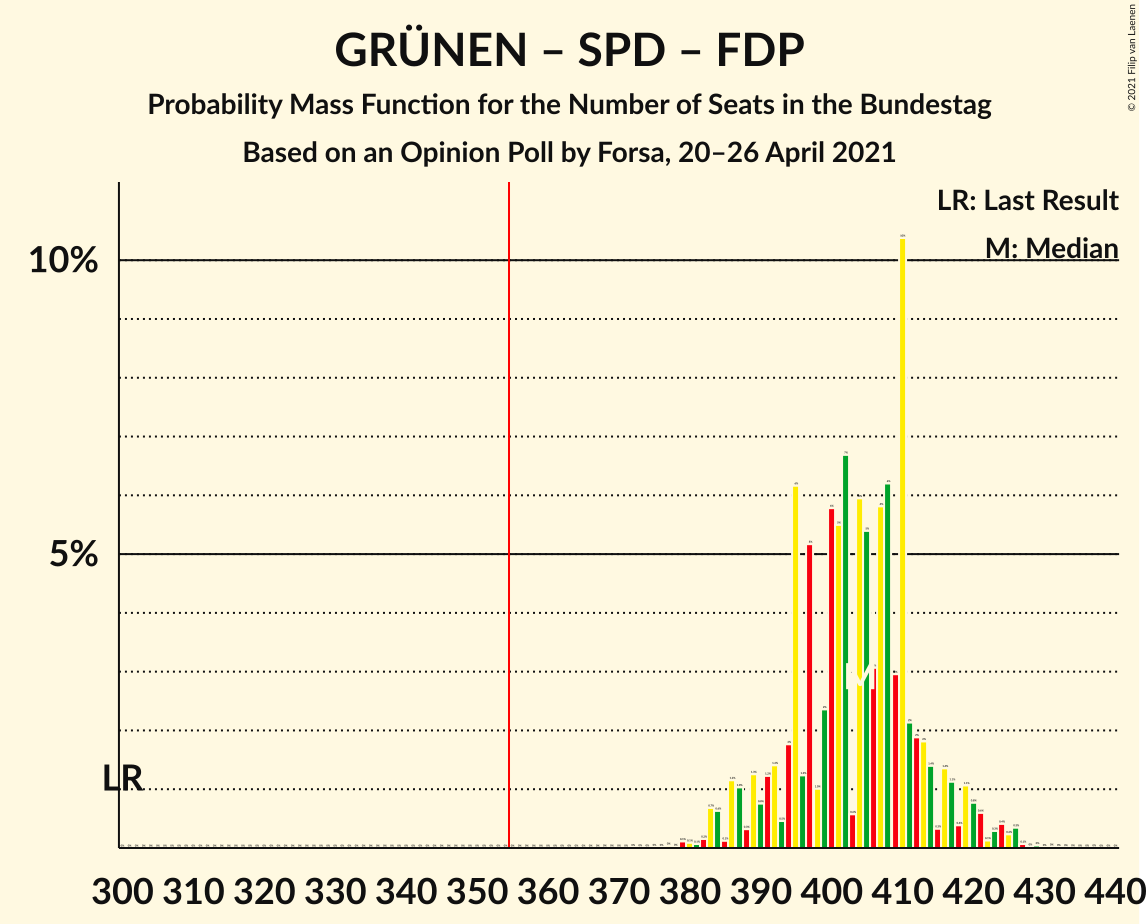 GRÜNEN – SPD – FDP
Probability Mass Function for the Number of Seats in the Bundestag
Based on an Opinion Poll by Forsa, 20–26 April 2021
© 2021 Filip van Laenen
LR: Last Result
M: Median
10%
5%
LR
M
300 310 320 330 340 350 360 370 380 390 400 410 420 430 440